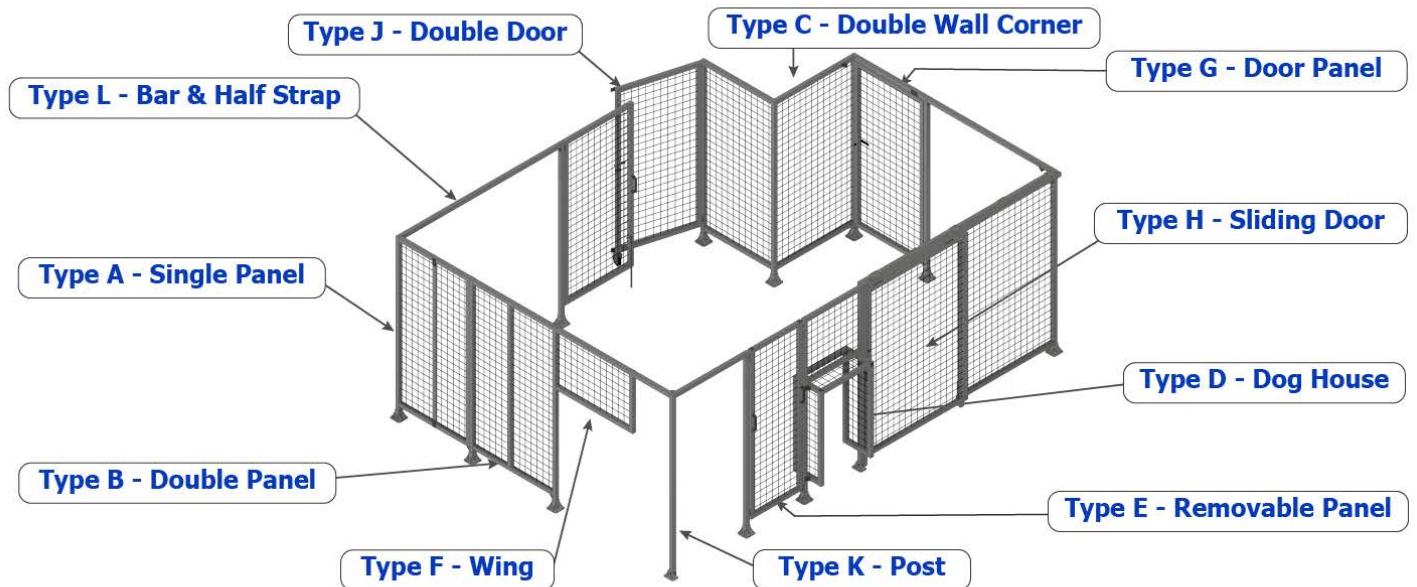 Type J - Double Door
Type C - Double Wall Corner
Type G - Door Panel
Type L - Bar & Half Strap
Type H - Sliding Door
Type A - Single Panel
Type D - Dog House
Type B - Double Panel
Type E - Removable Panel
Type F - Wing
Type K - Post